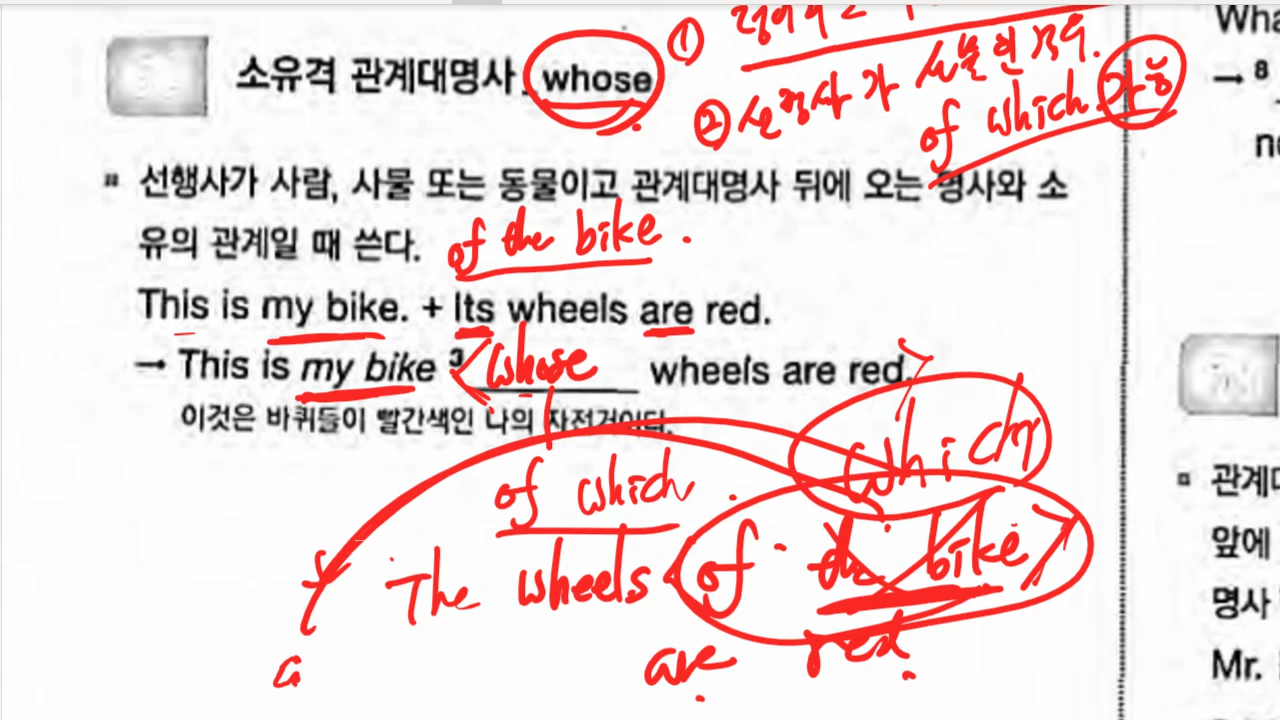 ①
소유격 관계대명사 whose
② 선행사가 사물인 경우.
of which. 가능
선행사가 사람, 사물 또는 동물이고 관계대명사 뒤에 오는 명사와 소
유의 관계일 때 쓴다.
of the bike.
This is my bike. + Its wheels are red.
→ This is my bike 3 whose wheels are red.
이것은 바퀴들이 빨간색인 나의 자전거이다.
which
of which.
The wheels of the bike
are red.
Wha
→ 8
관계대
앞에
명사
Mr.